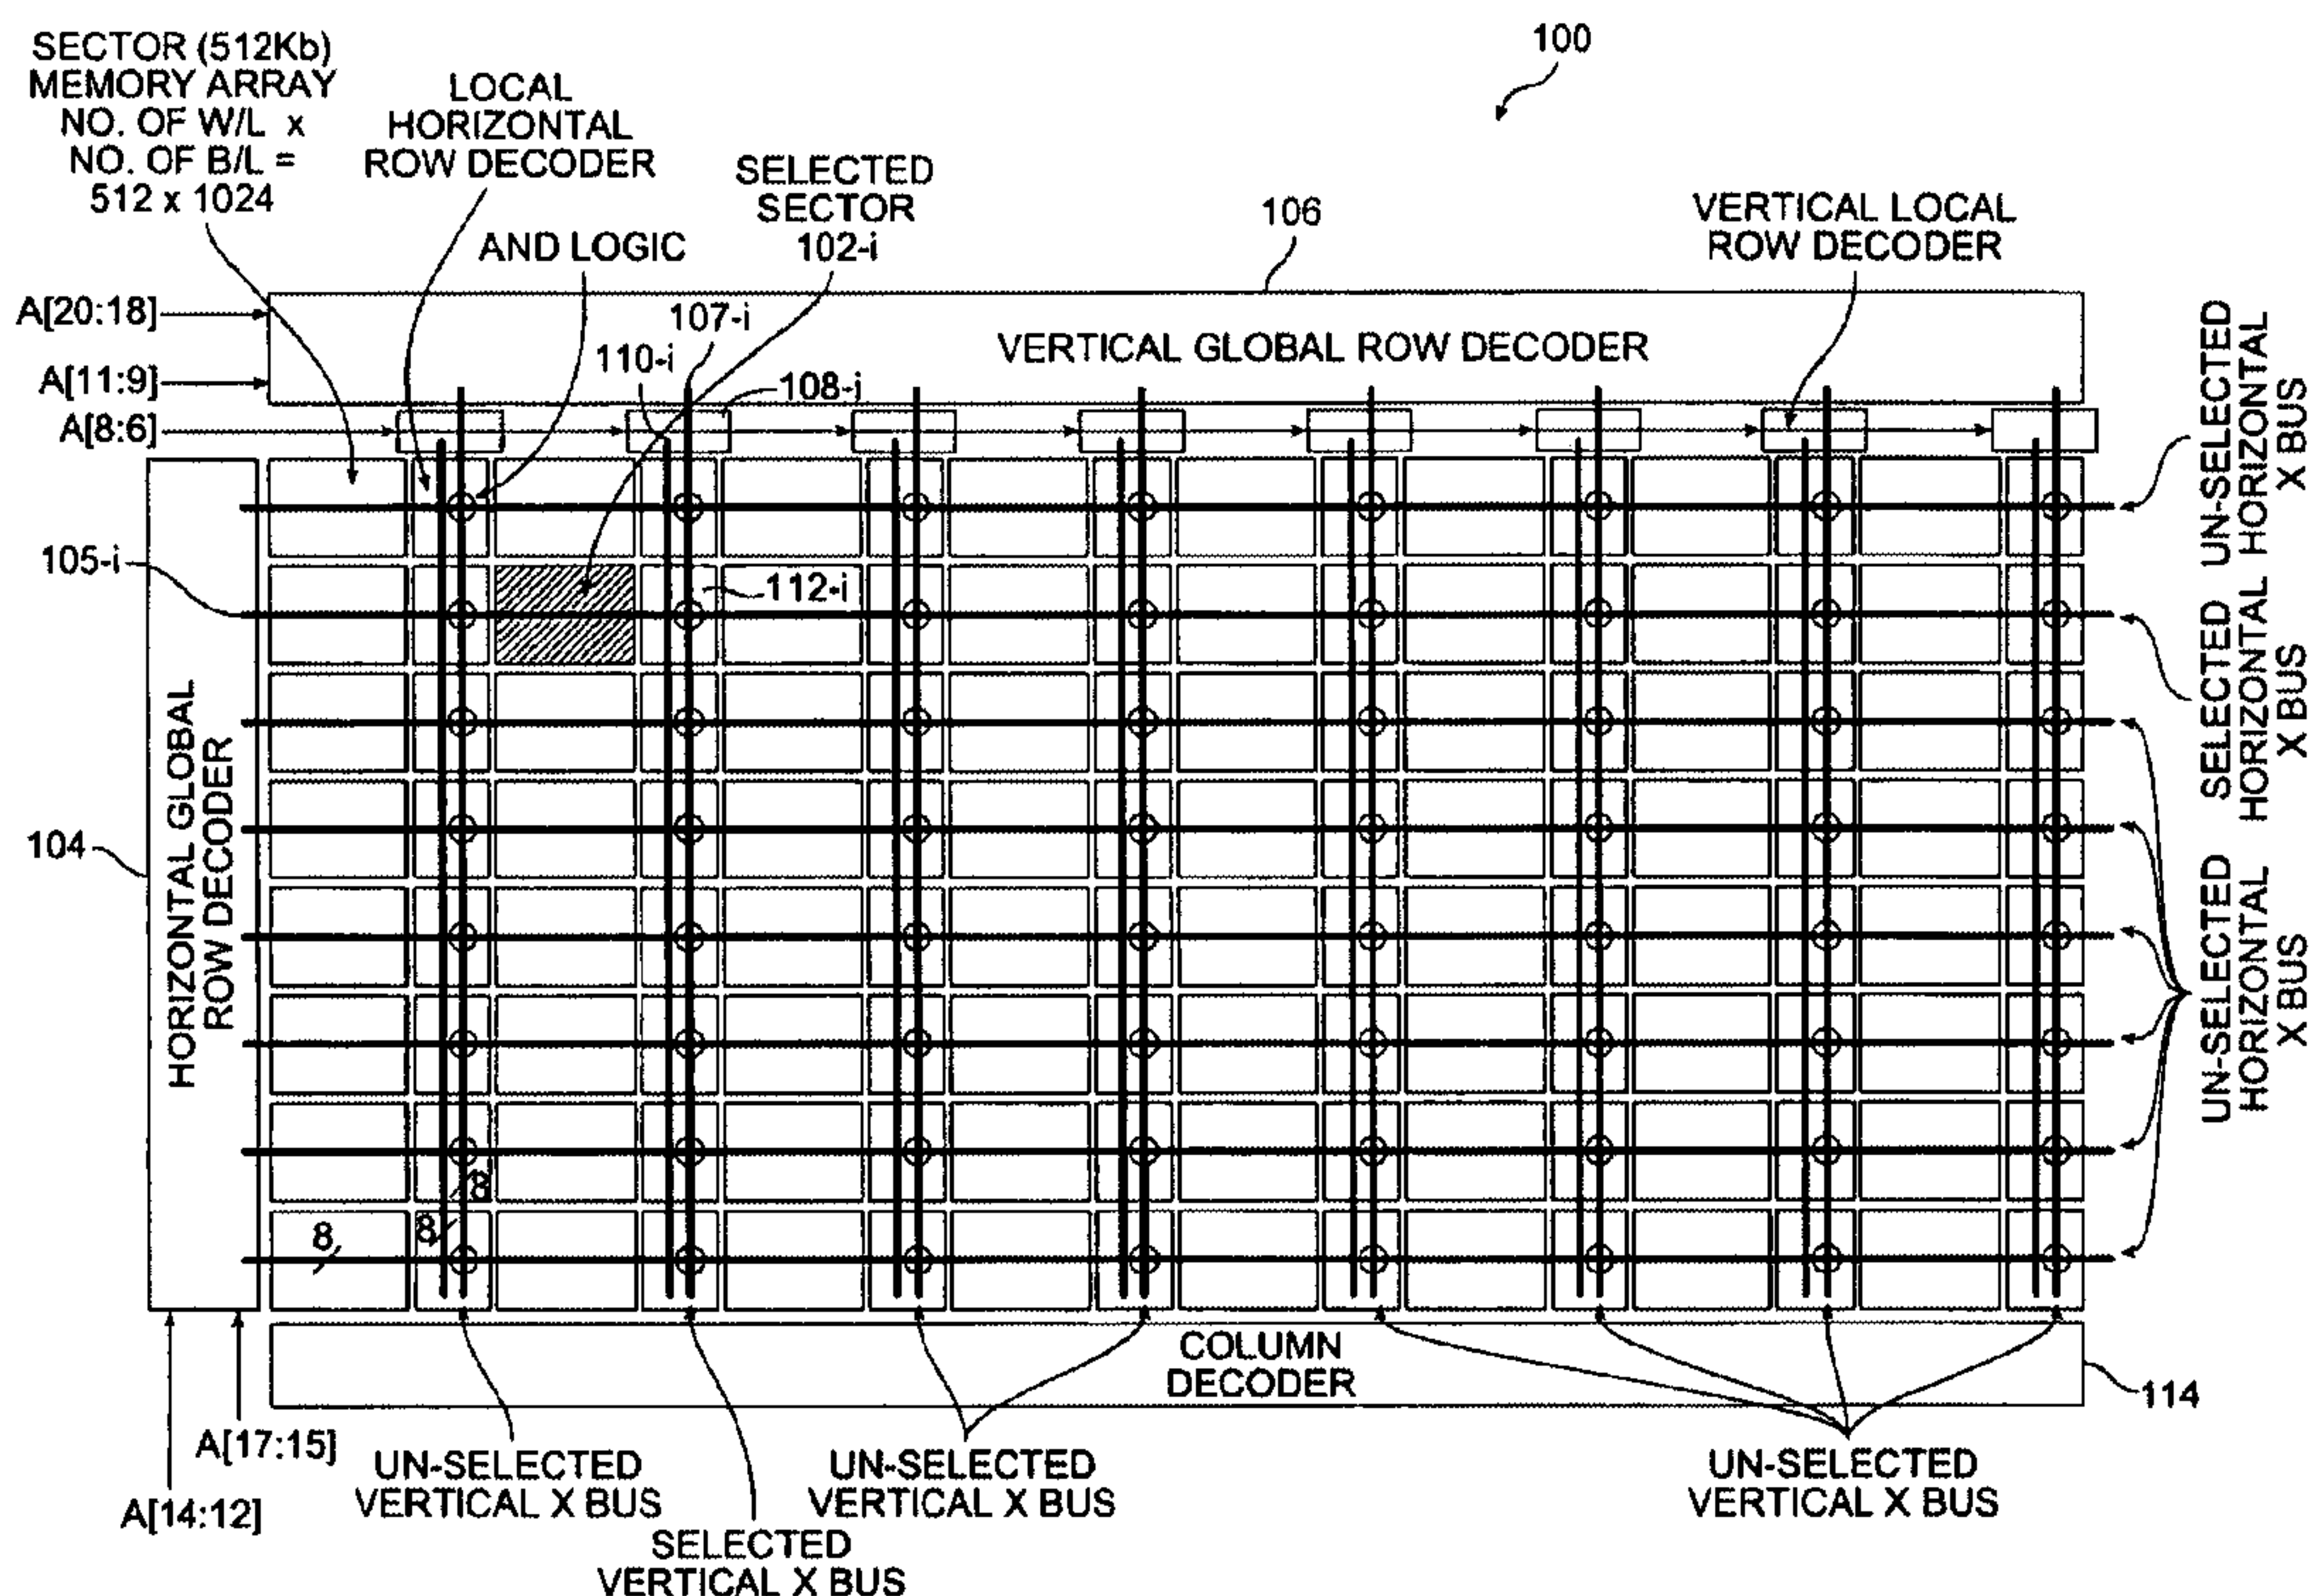 100
SECTOR (512Kb)
MEMORY ARRAY
NO. OF W/L x
NO. OF B/L =
512 x 1024
LOCAL
HORIZONTAL
ROW DECODER
AND LOGIC
SELECTED
SECTOR
102-i
106
VERTICAL LOCAL
ROW DECODER
A[20:18]
A[11:9]
A[8:6]
107-i
110-i
108-i
VERTICAL GLOBAL ROW DECODER
UN-SELECTED
HORIZONTAL
X BUS
105-i
112-i
SELECTED
HORIZONTAL
X BUS
104
HORIZONTAL GLOBAL
ROW DECODER
UN-SELECTED
HORIZONTAL
X BUS
8
8
8
COLUMN
DECODER
114
A[17:15]
A[14:12]
UN-SELECTED
VERTICAL X BUS
SELECTED
VERTICAL X BUS
UN-SELECTED
VERTICAL X BUS
UN-SELECTED
VERTICAL X BUS